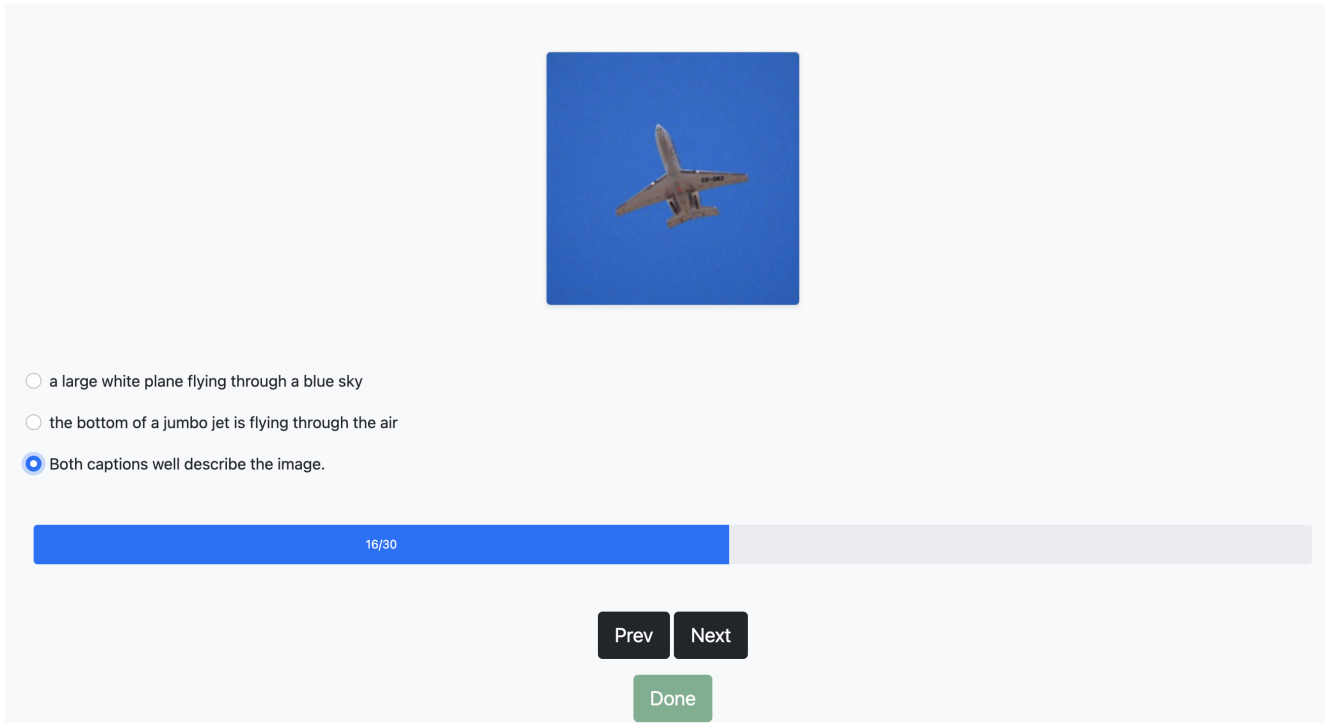 a large white plane flying through a blue sky
the bottom of a jumbo jet is flying through the air
Both captions well describe the image.
16/30
Prev Next
Done